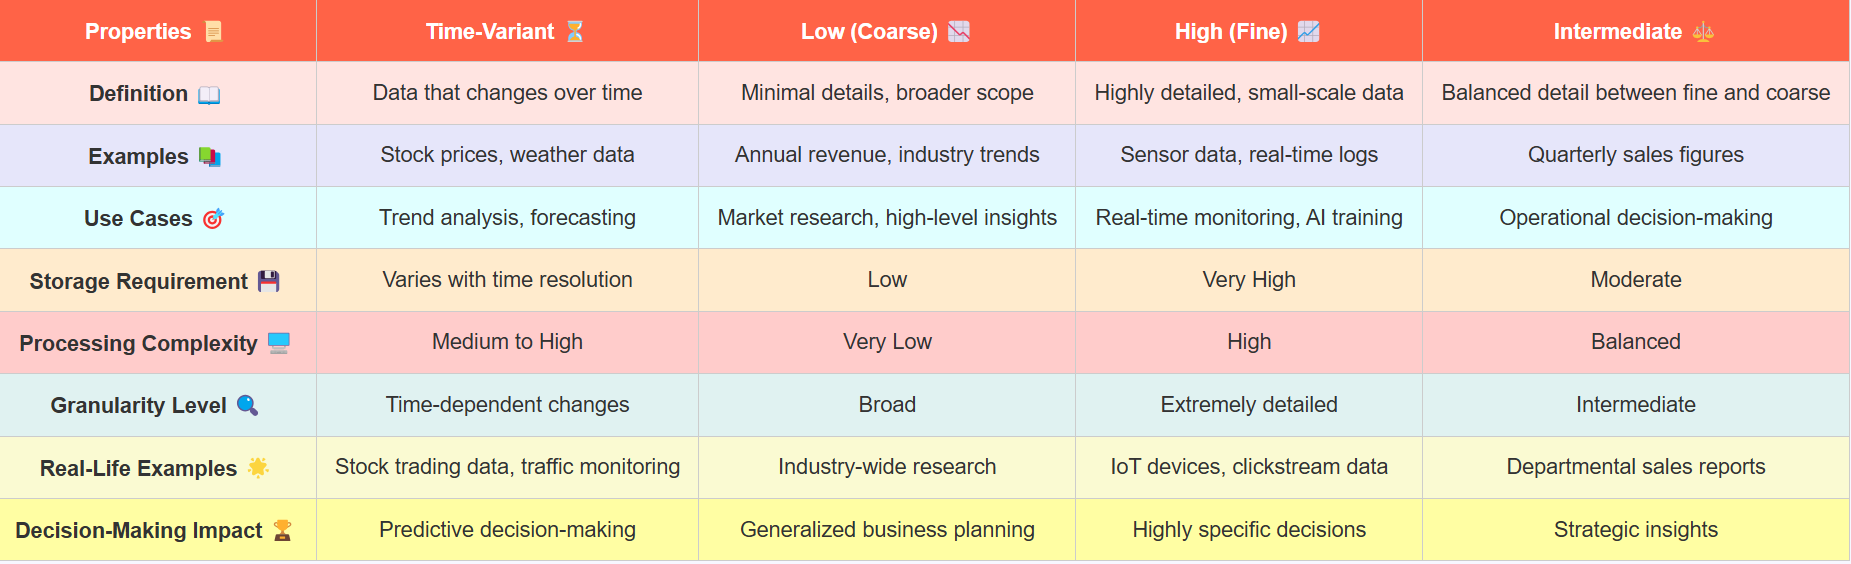 Properties 📜 Time-Variant ⏳ Low (Coarse) 📉 High (Fine) 📈 Intermediate ⚖️
Definition 📖 Data that changes over time Minimal details, broader scope Highly detailed, small-scale data Balanced detail between fine and coarse
Examples 📚 Stock prices, weather data Annual revenue, industry trends Sensor data, real-time logs Quarterly sales figures
Use Cases 🎯 Trend analysis, forecasting Market research, high-level insights Real-time monitoring, AI training Operational decision-making
Storage Requirement 💾 Varies with time resolution Low Very High Moderate
Processing Complexity 🖥️ Medium to High Very Low High Balanced
Granularity Level 🔍 Time-dependent changes Broad Extremely detailed Intermediate
Real-Life Examples 🌟 Stock trading data, traffic monitoring Industry-wide research IoT devices, clickstream data Departmental sales reports
Decision-Making Impact 🏆 Predictive decision-making Generalized business planning Highly specific decisions Strategic insights